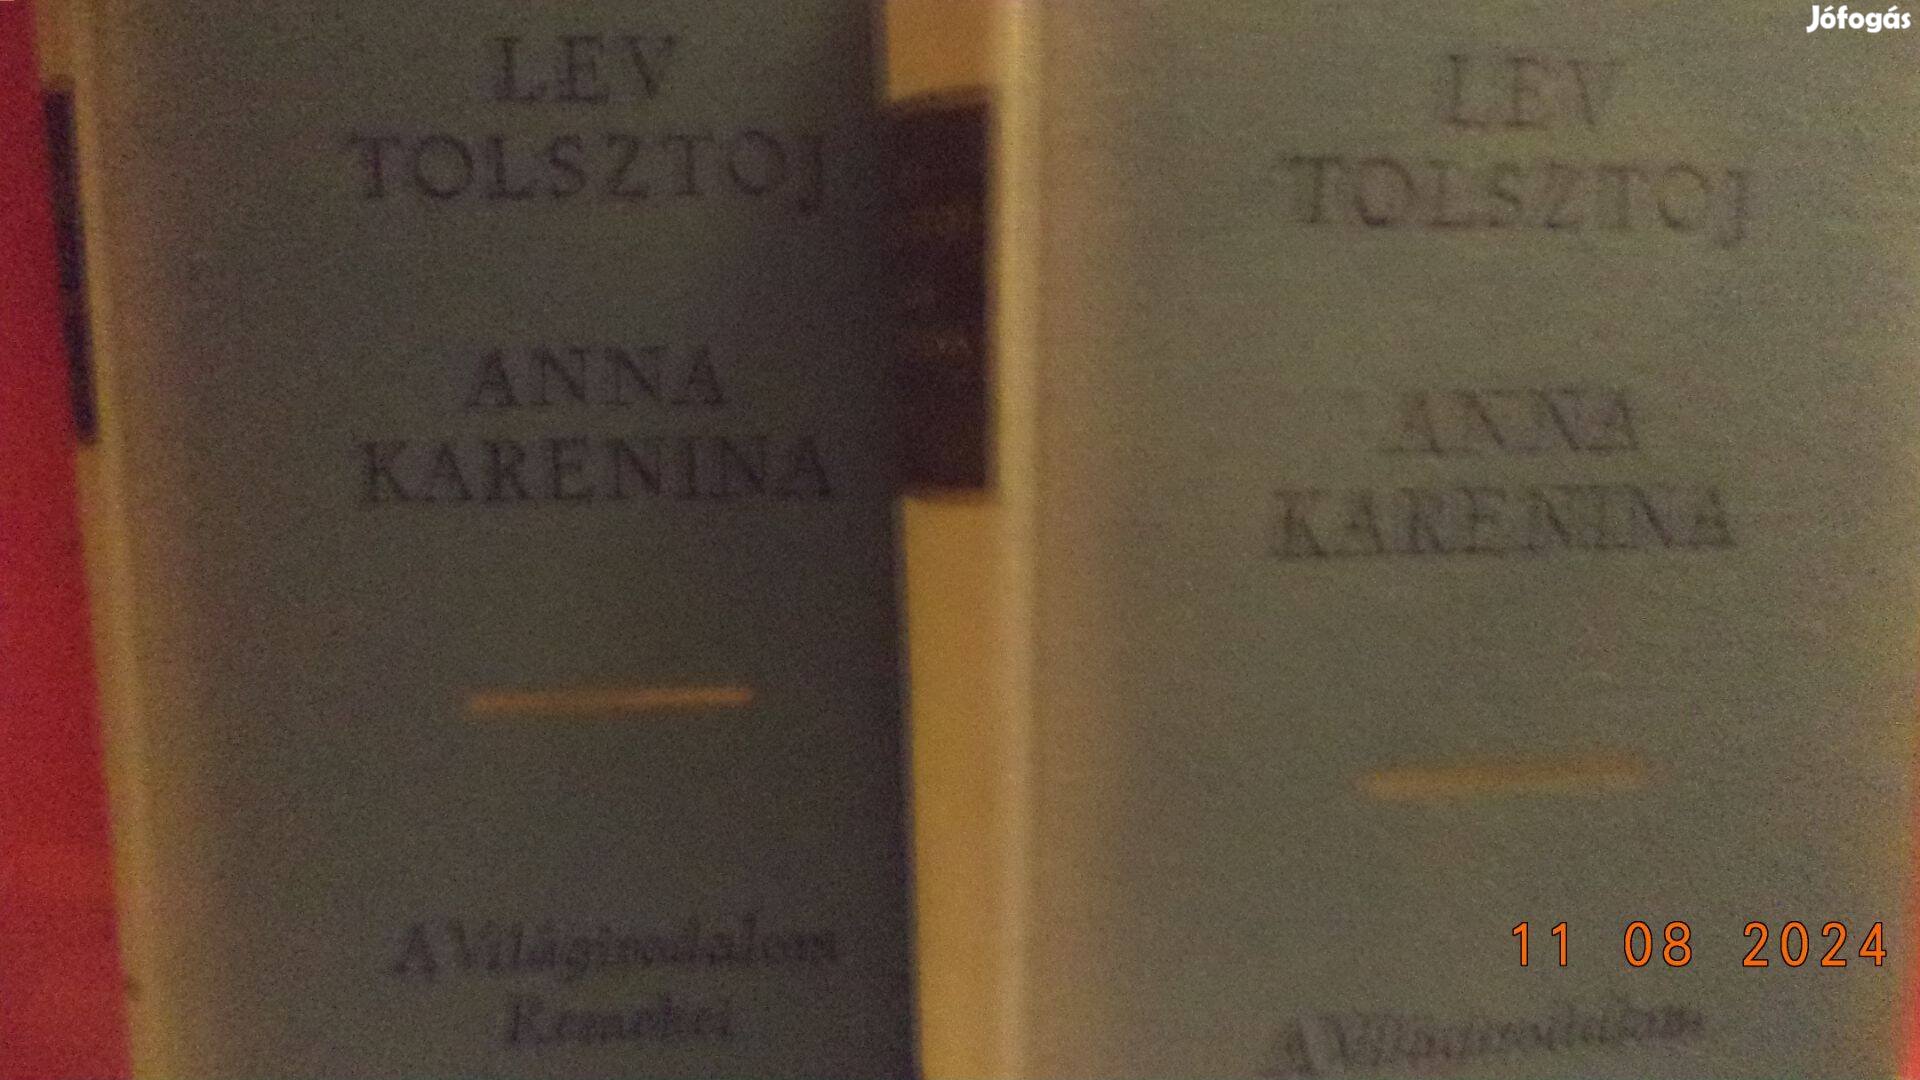 Jófogás
LEV
TOLSZTOJ
ANNA
KARENINA
A Világirodalom
Remekei
LEV
TOLSZTOJ
ANNA
KARENINA
A Világirodalom
11 08 2024